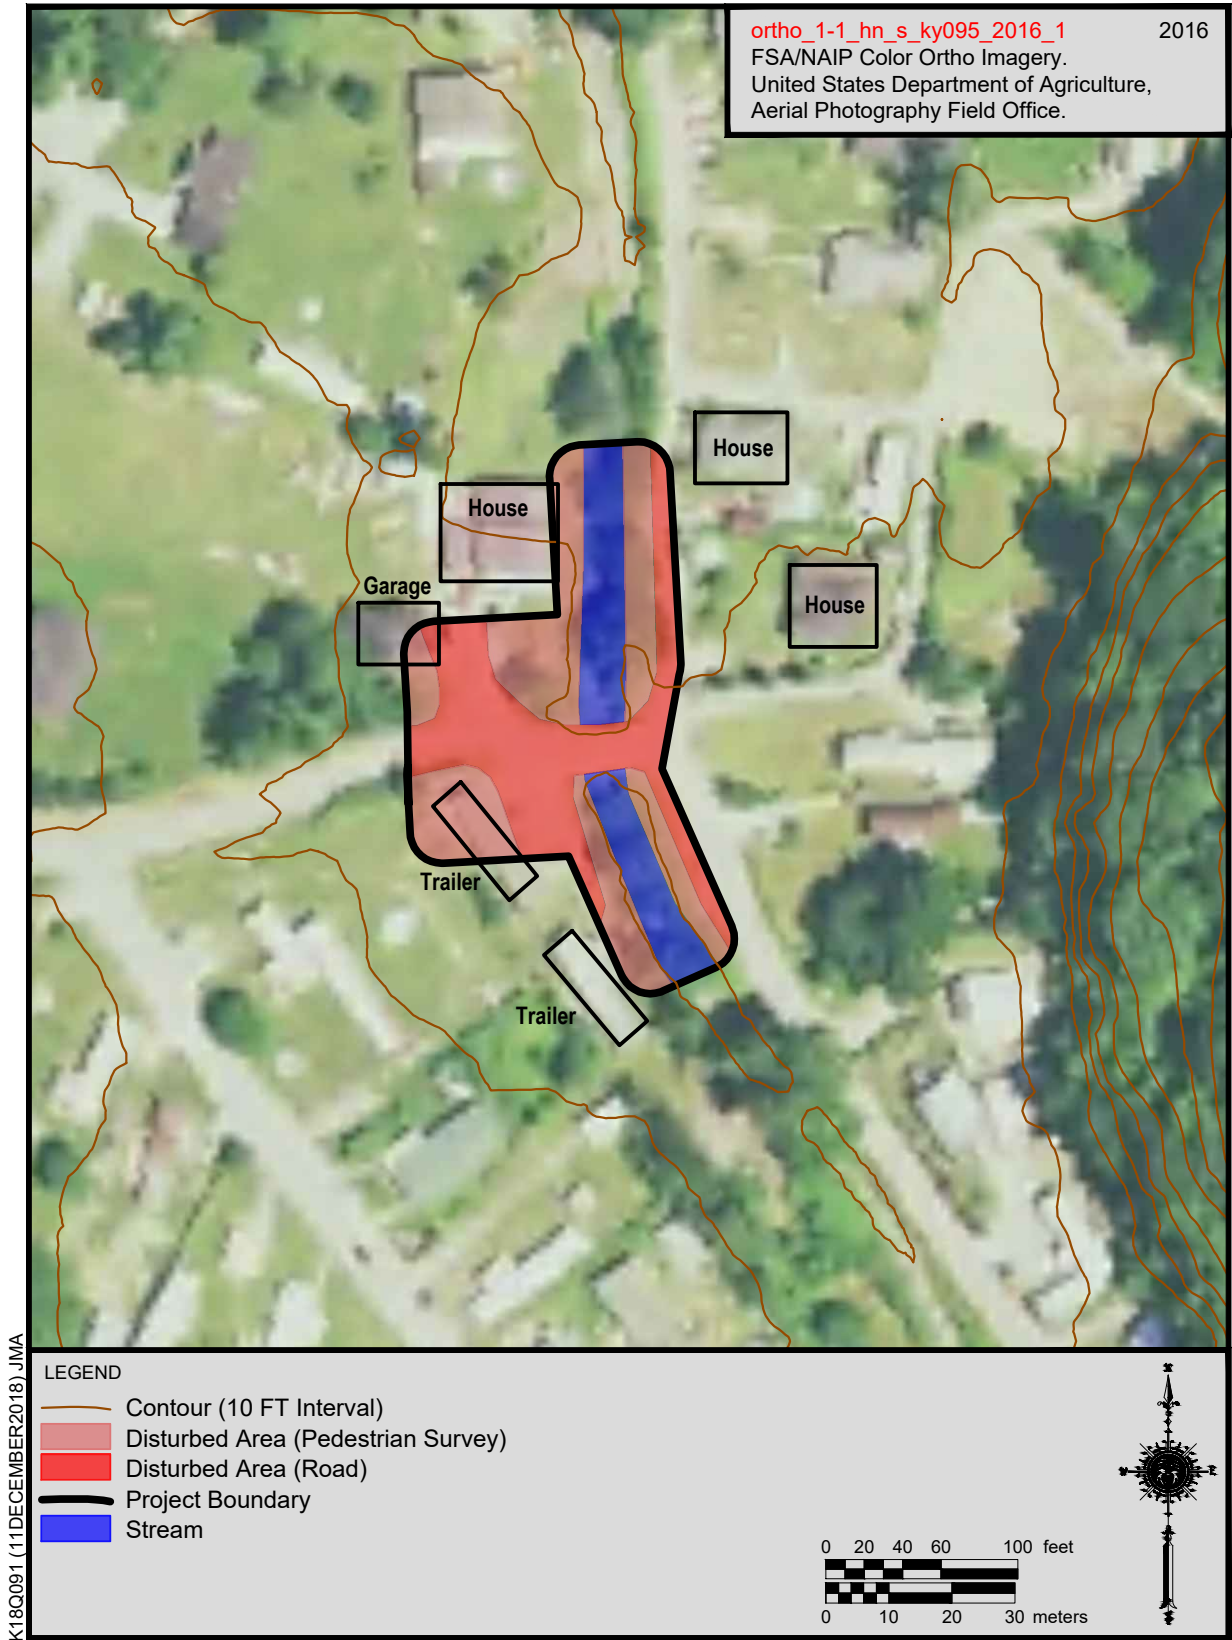 ortho_1-1_hn_s_ky095_2016_1 2016
FSA/NAIP Color Ortho Imagery.
United States Department of Agriculture,
Aerial Photography Field Office.
House
House
Garage
House
Trailer
Trailer
LEGEND
Contour (10 FT Interval)
Disturbed Area (Pedestrian Survey)
Disturbed Area (Road)
Project Boundary
Stream
0 20 40 60 100 feet
0 10 20 30 meters
K18Q091 (11DECEMBER2018) JMA